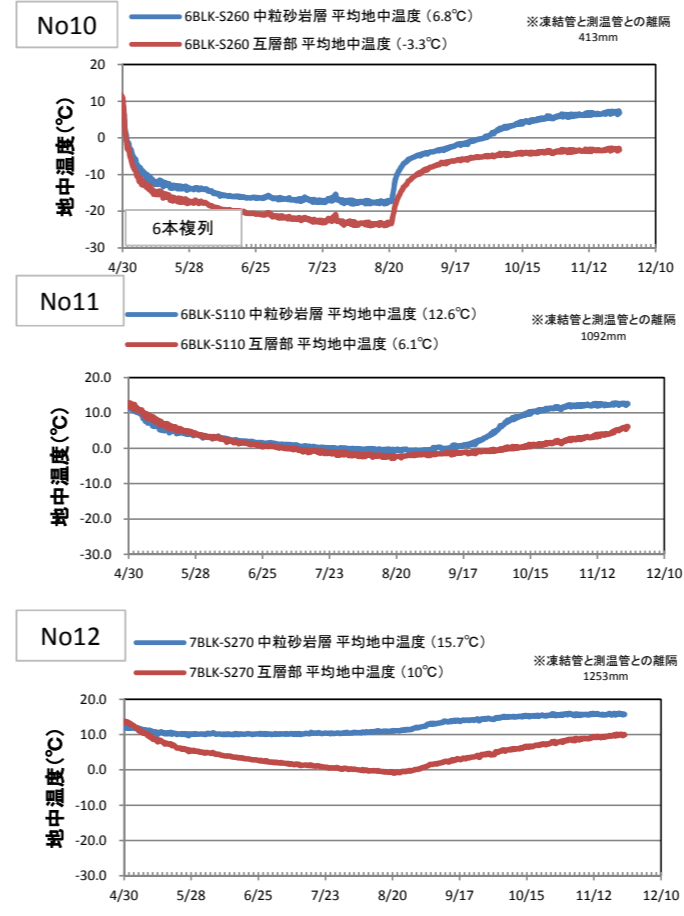 No10
6BLK-S260 中粒砂岩層 平均地中温度 (6.8℃)
6BLK-S260 互層部 平均地中温度 (-3.3℃)
※凍結管と測温管との離隔
413mm
地中温度(℃)
20
10
0
-10
-20
-30
6本複列
4/30 5/28 6/25 7/23 8/20 9/17 10/15 11/12 12/10
No11
6BLK-S110 中粒砂岩層 平均地中温度 (12.6℃)
6BLK-S110 互層部 平均地中温度 (6.1℃)
※凍結管と測温管との離隔
1092mm
地中温度(℃)
20.0
10.0
0.0
-10.0
-20.0
-30.0
4/30 5/28 6/25 7/23 8/20 9/17 10/15 11/12 12/10
No12
7BLK-S270 中粒砂岩層 平均地中温度 (15.7℃)
7BLK-S270 互層部 平均地中温度 (10℃)
※凍結管と測温管との離隔
1253mm
地中温度(℃)
20.0
10.0
0.0
-10.0
-20.0
-30.0
4/30 5/28 6/25 7/23 8/20 9/17 10/15 11/12 12/10